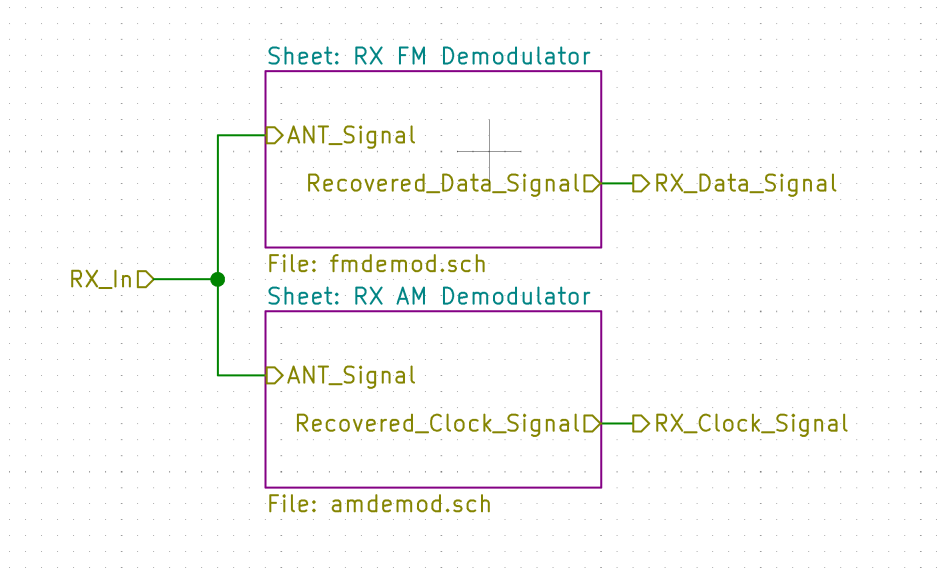 Sheet: RX FM Demodulator
ANT_Signal
Recovered_Data_Signal
RX_Data_Signal
File: fmdemod.sch
RX_In
Sheet: RX AM Demodulator
ANT_Signal
Recovered_Clock_Signal
RX_Clock_Signal
File: amdemod.sch